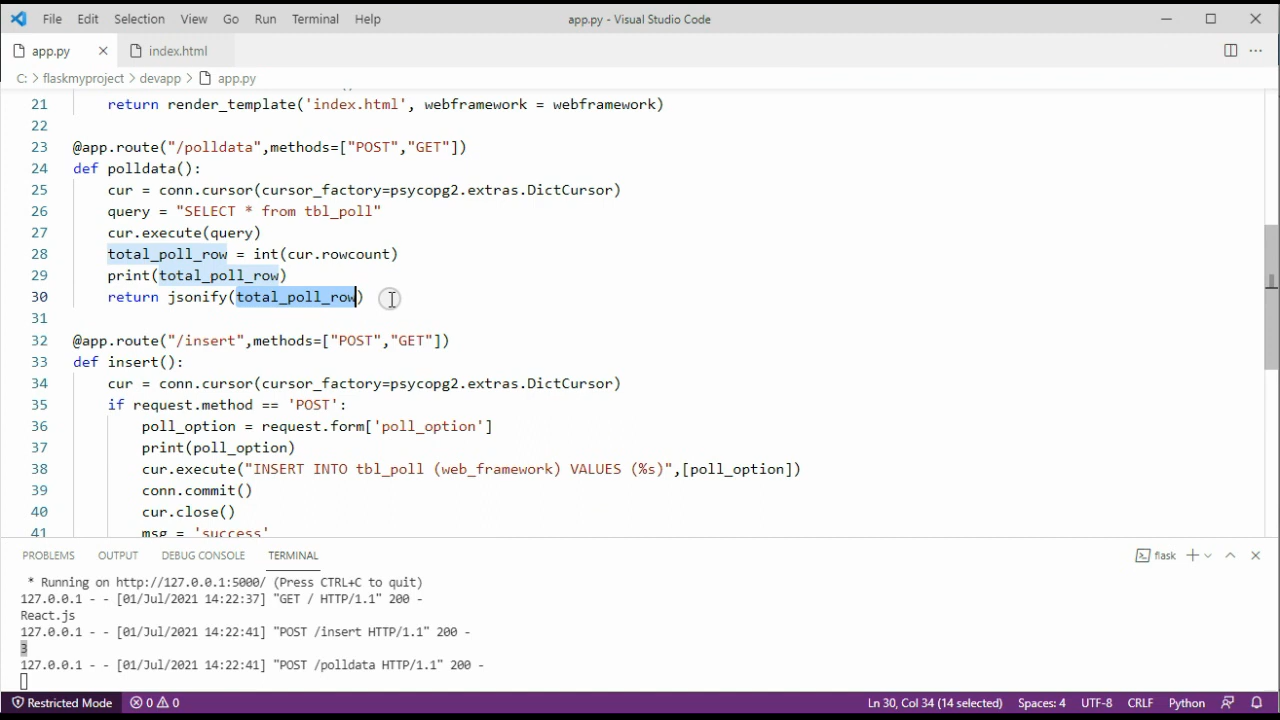 File Edit Selection View Go Run Terminal Help app.py - Visual Studio Code
app.py index.html
C: > flaskmyproject > devapp > app.py
21 return render_template('index.html', webframework = webframework)
22
23 @app.route("/polldata",methods=["POST","GET"])
24 def polldata():
25 cur = conn.cursor(cursor_factory=psycopg2.extras.DictCursor)
26 query = "SELECT * from tbl_poll"
27 cur.execute(query)
28 total_poll_row = int(cur.rowcount)
29 print(total_poll_row)
30 return jsonify(total_poll_row)
31
32 @app.route("/insert",methods=["POST","GET"])
33 def insert():
34 cur = conn.cursor(cursor_factory=psycopg2.extras.DictCursor)
35 if request.method == 'POST':
36 poll_option = request.form['poll_option']
37 print(poll_option)
38 cur.execute("INSERT INTO tbl_poll (web_framework) VALUES (%s)",[poll_option])
39 conn.commit()
40 cur.close()
41 msg = 'success'
PROBLEMS OUTPUT DEBUG CONSOLE TERMINAL flask
* Running on http://127.0.0.1:5000/ (Press CTRL+C to quit)
127.0.0.1 - - [01/Jul/2021 14:22:37] "GET / HTTP/1.1" 200 -
React.js
127.0.0.1 - - [01/Jul/2021 14:22:41] "POST /insert HTTP/1.1" 200 -
3
127.0.0.1 - - [01/Jul/2021 14:22:41] "POST /polldata HTTP/1.1" 200 -
Restricted Mode 0 0 Ln 30, Col 34 (14 selected) Spaces: 4 UTF-8 CRLF Python